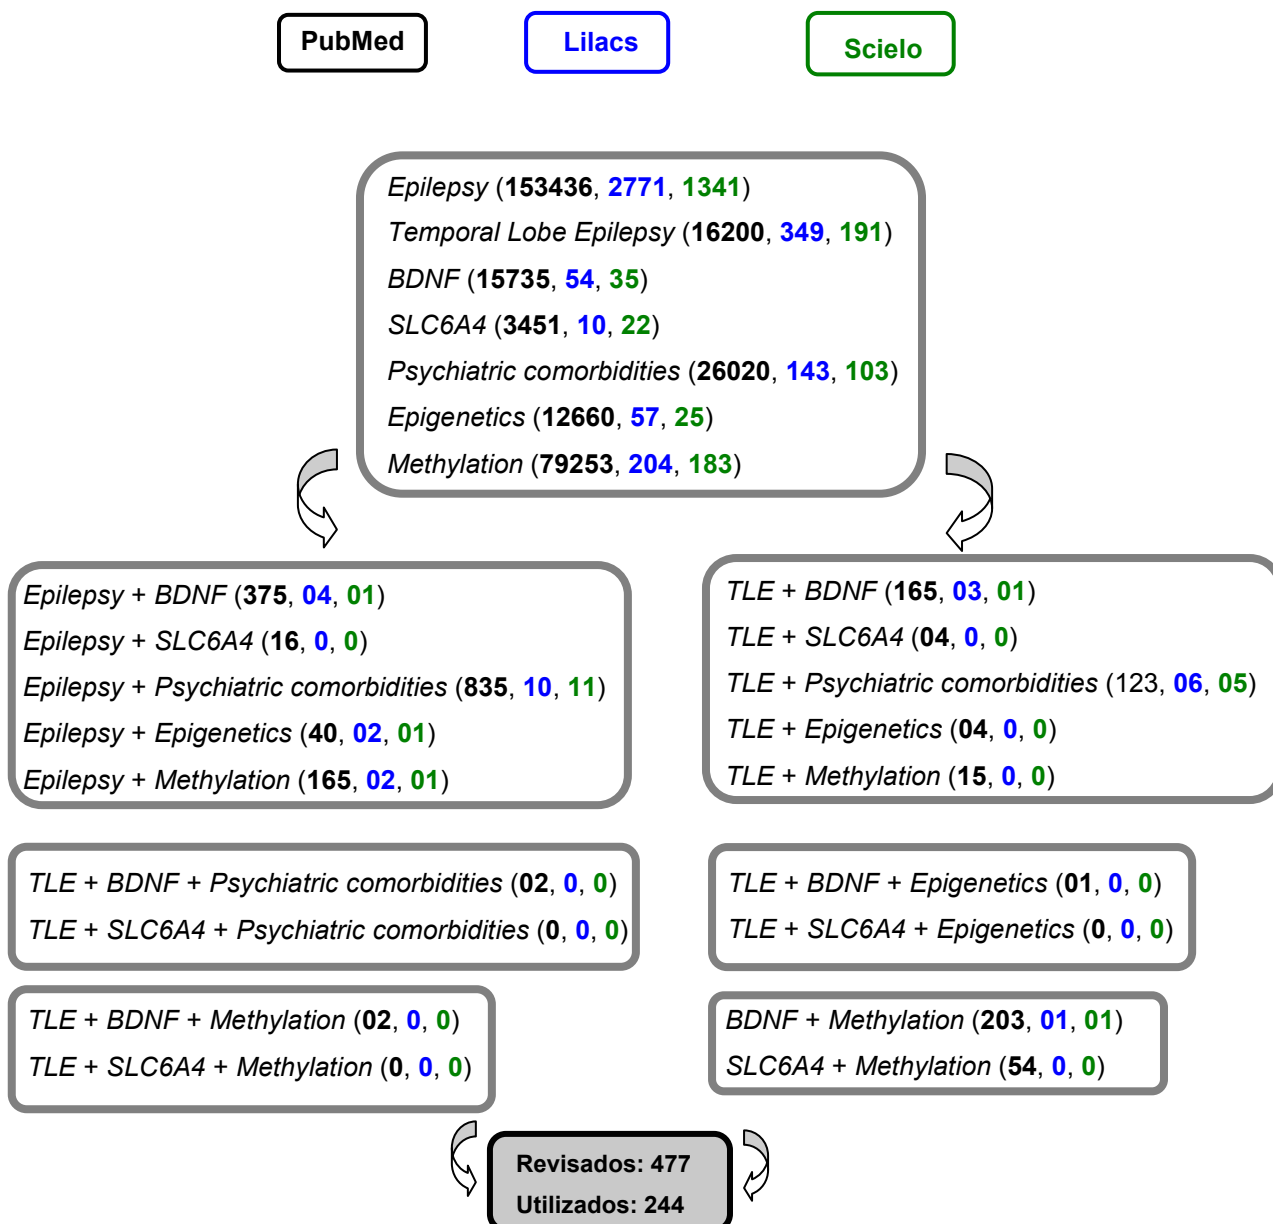 PubMed
Lilacs
Scielo
Epilepsy (153436, 2771, 1341)
Temporal Lobe Epilepsy (16200, 349, 191)
BDNF (15735, 54, 35)
SLC6A4 (3451, 10, 22)
Psychiatric comorbidities (26020, 143, 103)
Epigenetics (12660, 57, 25)
Methylation (79253, 204, 183)
Epilepsy + BDNF (375, 04, 01)
Epilepsy + SLC6A4 (16, 0, 0)
Epilepsy + Psychiatric comorbidities (835, 10, 11)
Epilepsy + Epigenetics (40, 02, 01)
Epilepsy + Methylation (165, 02, 01)
TLE + BDNF (165, 03, 01)
TLE + SLC6A4 (04, 0, 0)
TLE + Psychiatric comorbidities (123, 06, 05)
TLE + Epigenetics (04, 0, 0)
TLE + Methylation (15, 0, 0)
TLE + BDNF + Psychiatric comorbidities (02, 0, 0)
TLE + SLC6A4 + Psychiatric comorbidities (0, 0, 0)
TLE + BDNF + Epigenetics (01, 0, 0)
TLE + SLC6A4 + Epigenetics (0, 0, 0)
TLE + BDNF + Methylation (02, 0, 0)
TLE + SLC6A4 + Methylation (0, 0, 0)
BDNF + Methylation (203, 01, 01)
SLC6A4 + Methylation (54, 0, 0)
Revisados: 477
Utilizados: 244